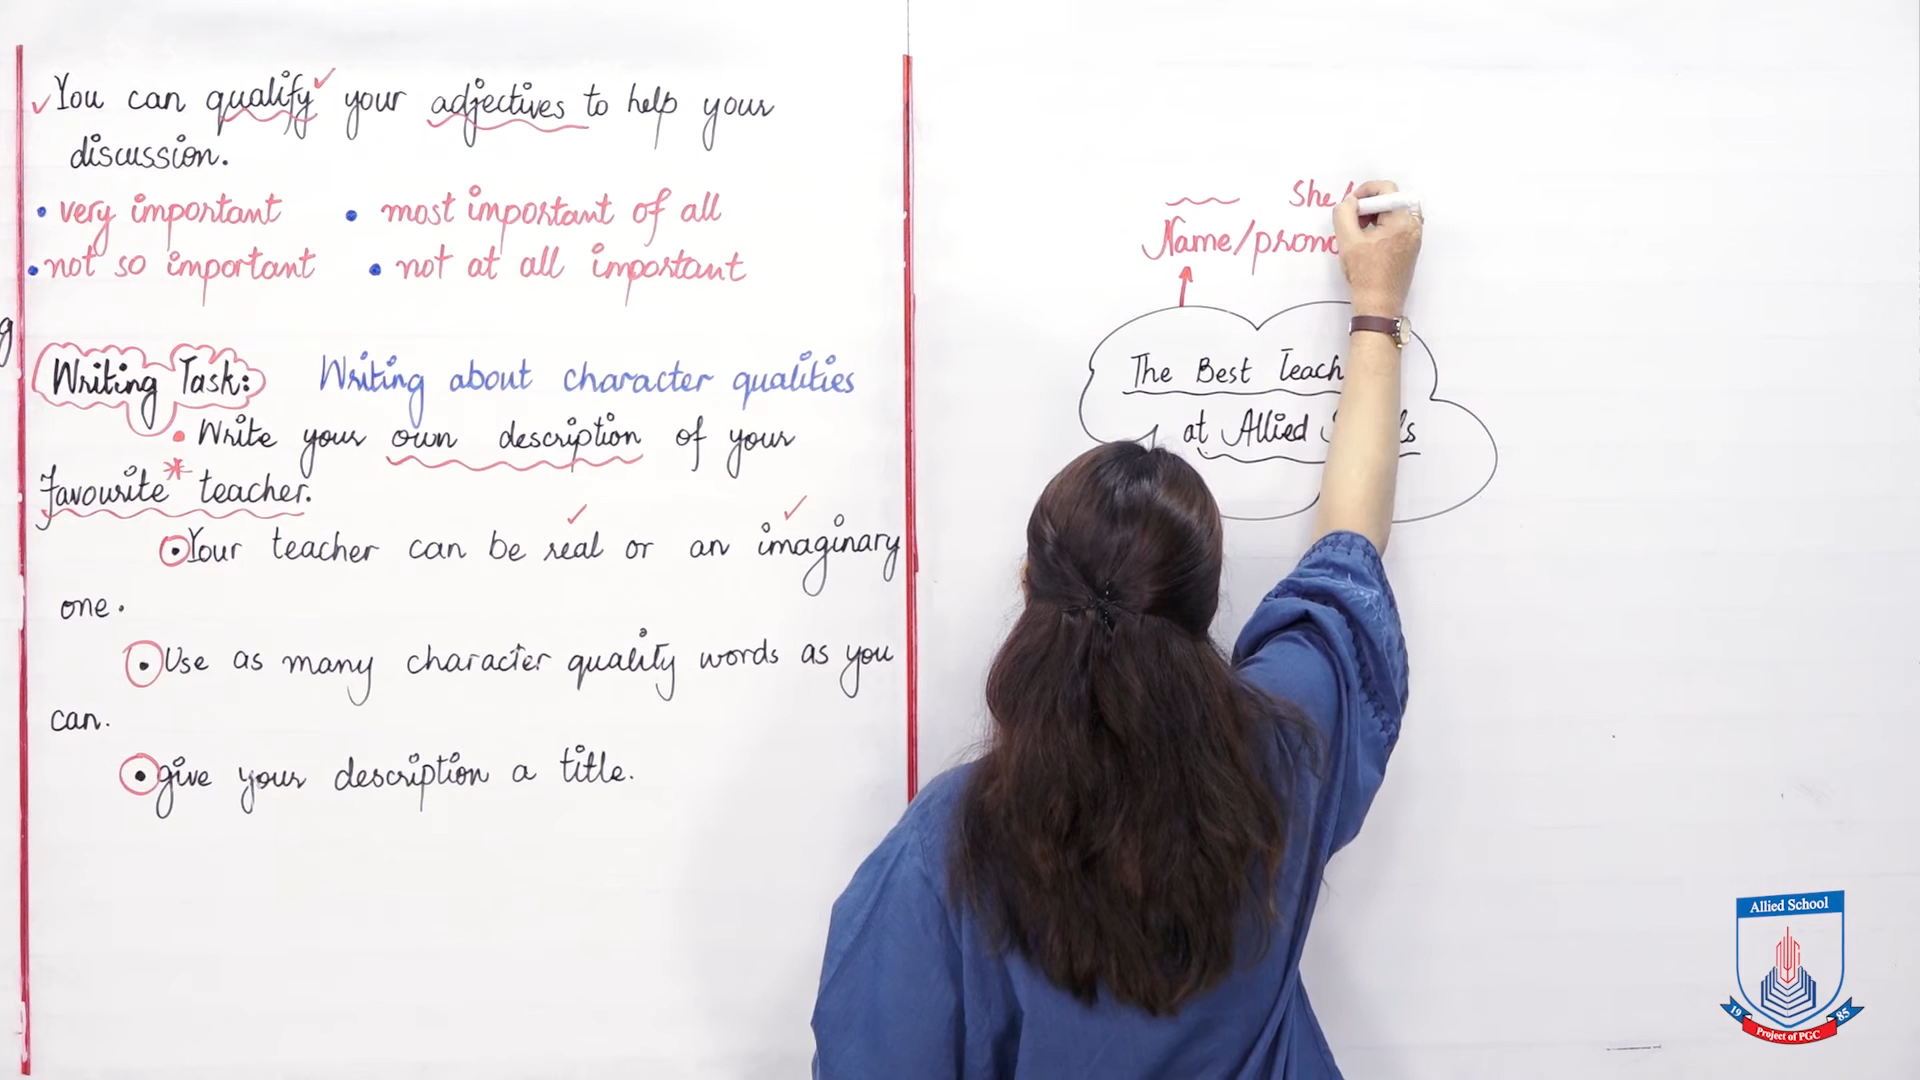 You can qualify your adjectives to help your
discussion.
• very important • most important of all
• not so important • not at all important
g
Writing Task: Writing about character qualities
• Write your own description of your
favourite* teacher.
• Your teacher can be real or an imaginary
one.
• Use as many character quality words as you
can.
• give your description a title.
She/
Name/prono
The Best Teach
at Allied
Allied School
1985
Project of PGC